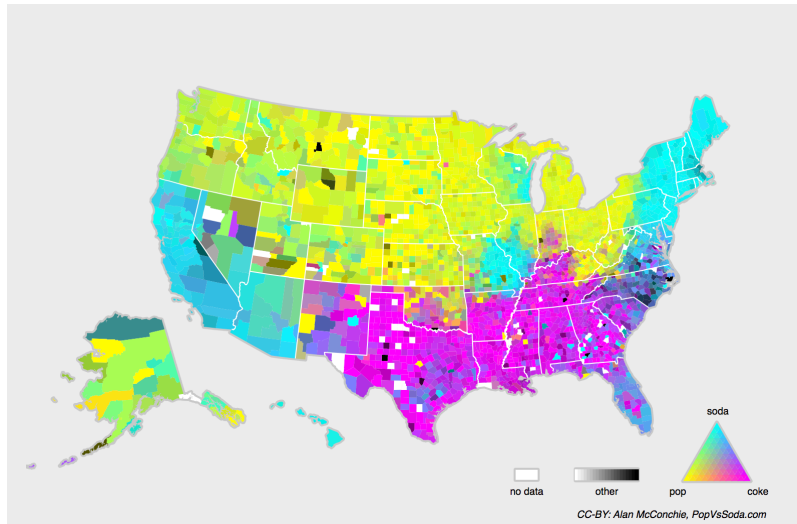 soda
pop
coke
no data
other
CC-BY: Alan McConchie, PopVsSoda.com